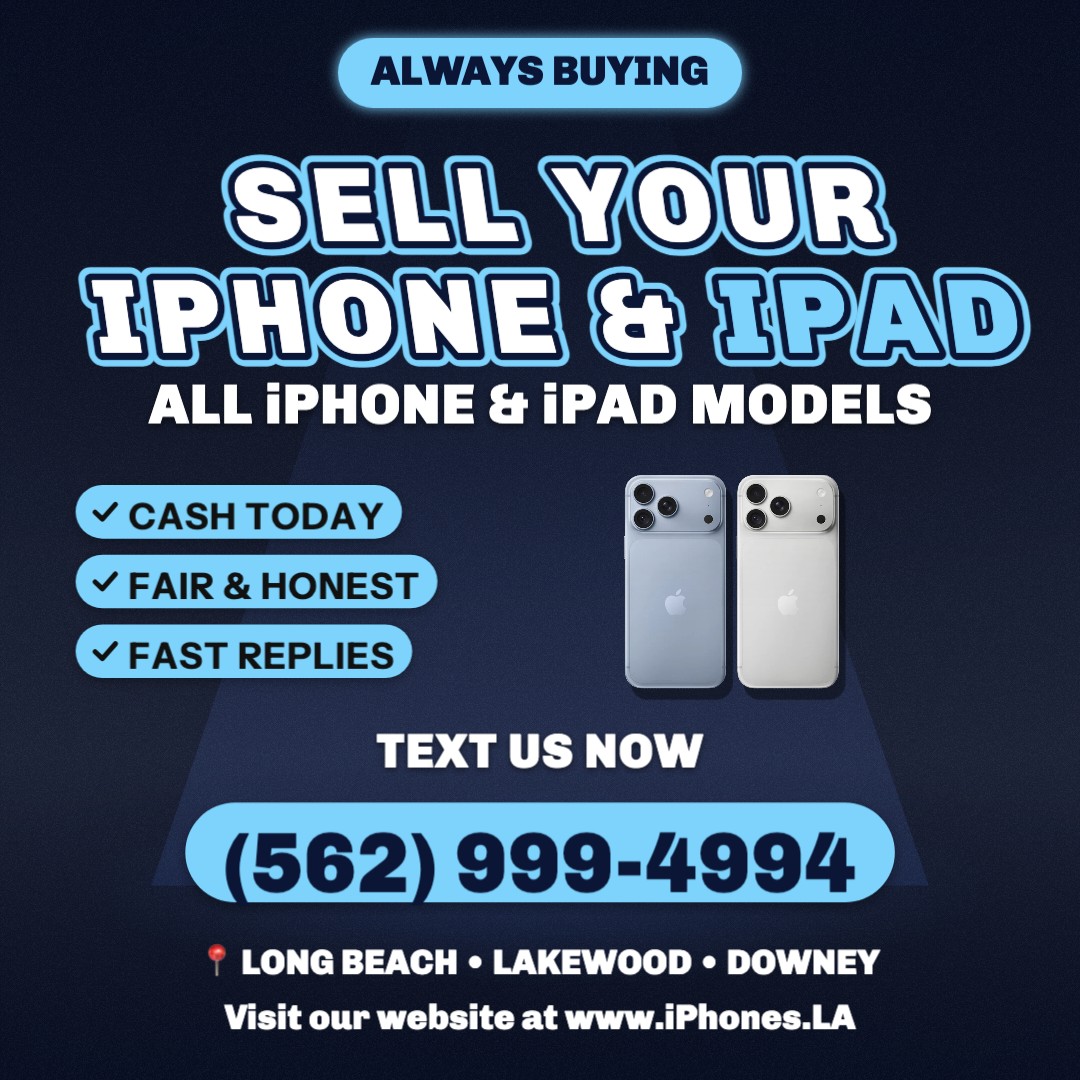 ALWAYS BUYING
SELL YOUR
IPHONE & IPAD
ALL iPHONE & iPAD MODELS
✓ CASH TODAY
✓ FAIR & HONEST
✓ FAST REPLIES
TEXT US NOW
(562) 999-4994
📍 LONG BEACH • LAKEWOOD • DOWNEY
Visit our website at www.iPhones.LA